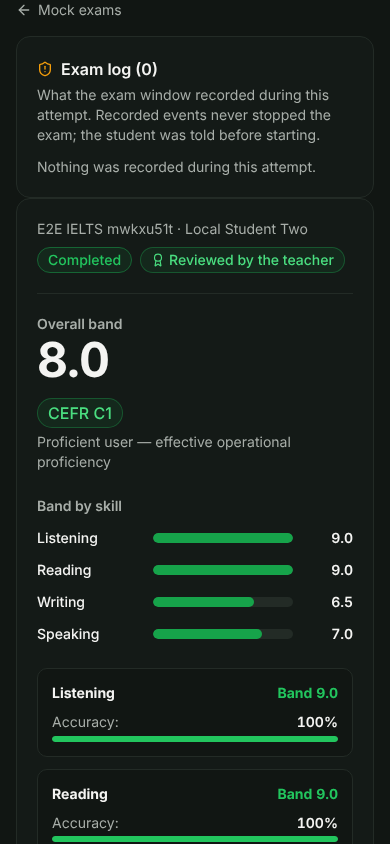 ← Mock exams
Exam log (0)
What the exam window recorded during this
attempt. Recorded events never stopped the
exam; the student was told before starting.
Nothing was recorded during this attempt.
E2E IELTS mwkxu51t · Local Student Two
Completed Reviewed by the teacher
Overall band
8.0
CEFR C1
Proficient user — effective operational
proficiency
Band by skill
Listening 9.0
Reading 9.0
Writing 6.5
Speaking 7.0
Listening Band 9.0
Accuracy: 100%
Reading Band 9.0
Accuracy: 100%